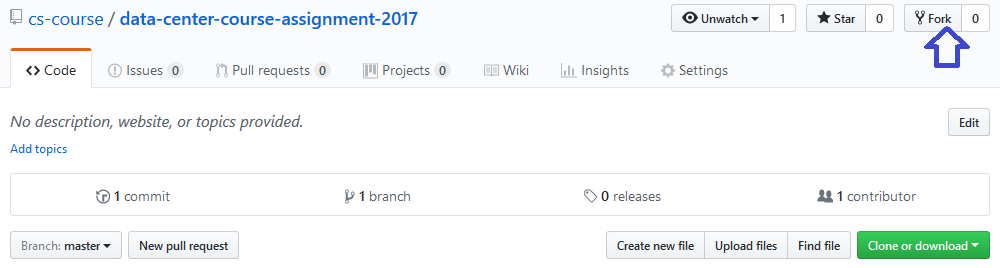 cs-course / data-center-course-assignment-2017 Unwatch 1 Star 0 Fork 0
Code Issues 0 Pull requests 0 Projects 0 Wiki Insights Settings
No description, website, or topics provided. Edit
Add topics
1 commit 1 branch 0 releases 1 contributor
Branch: master New pull request Create new file Upload files Find file Clone or download